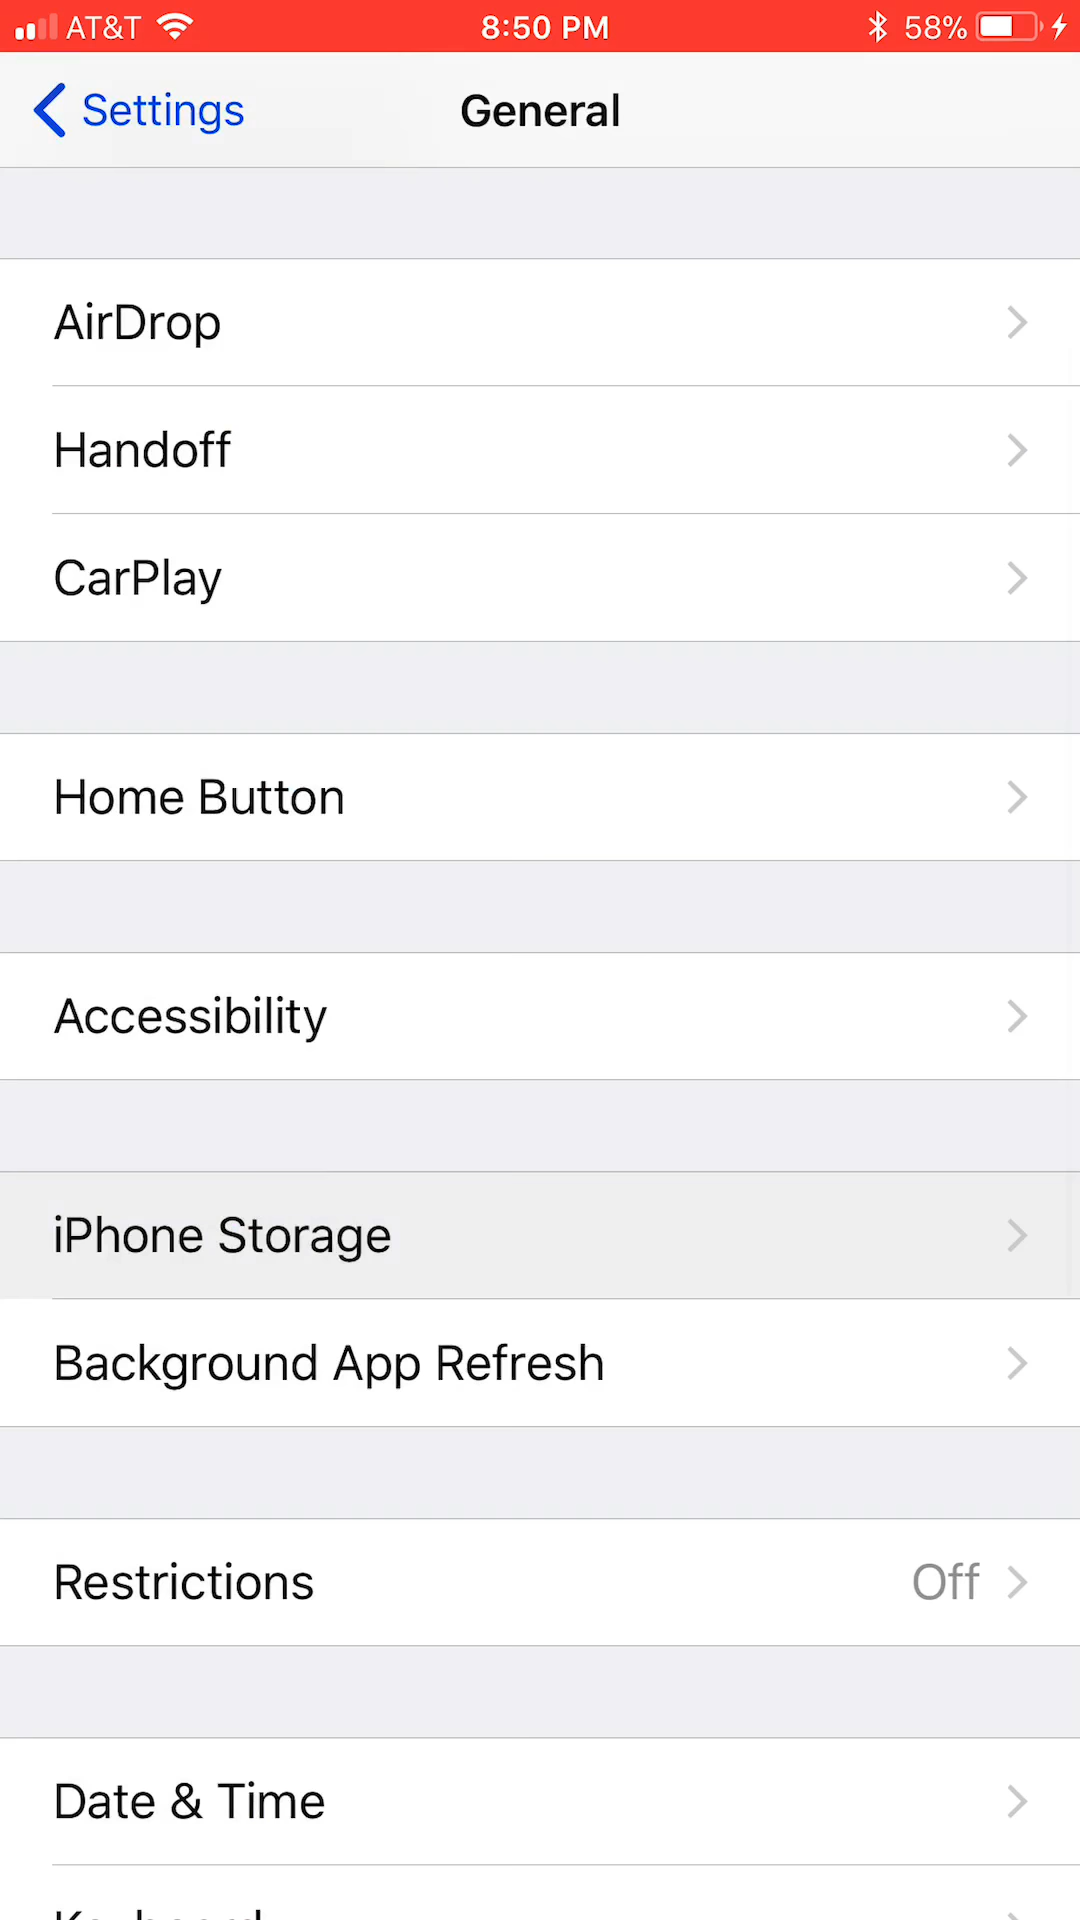 AT&T 8:50 PM 58%
Settings General
AirDrop
Handoff
CarPlay
Home Button
Accessibility
iPhone Storage
Background App Refresh
Restrictions Off
Date & Time
Keyboard